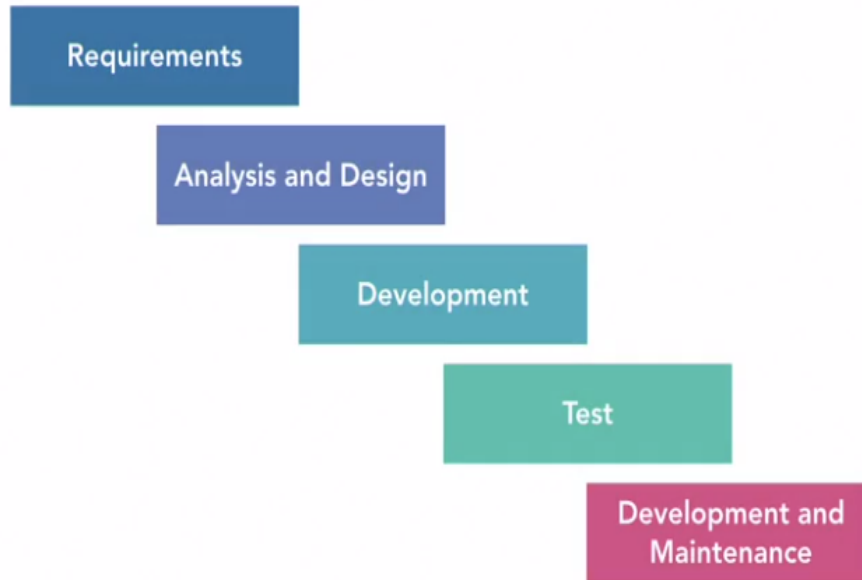 Requirements
Analysis and Design
Development
Test
Development and
Maintenance